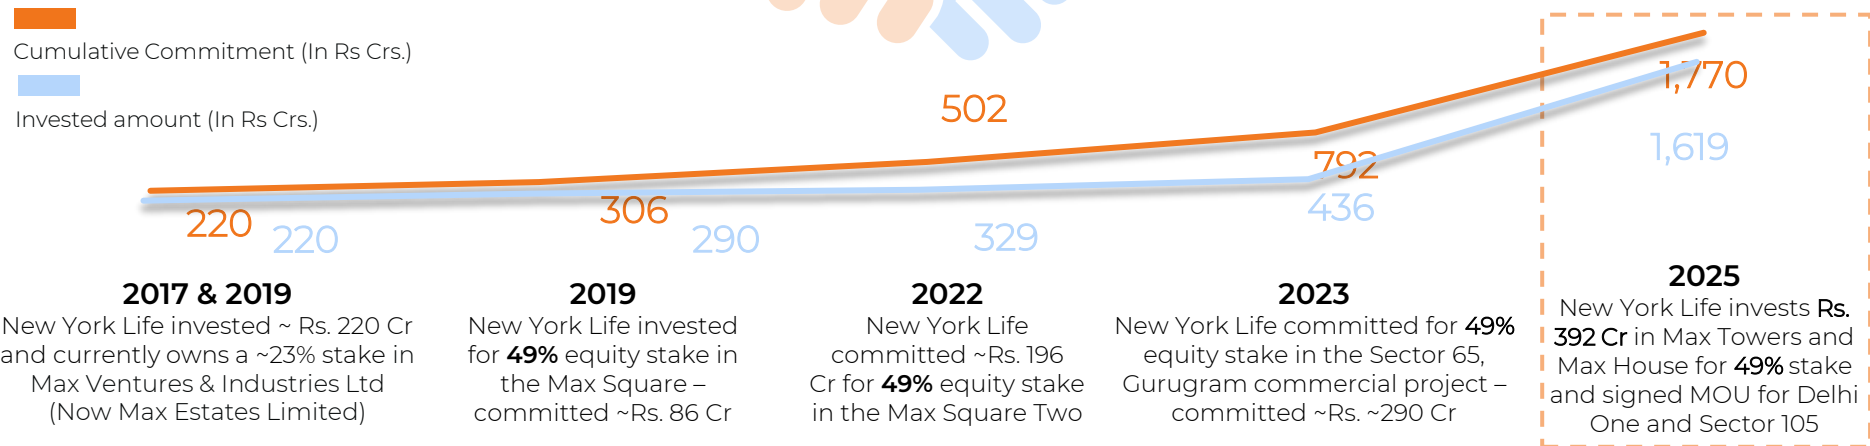 Cumulative Commitment (In Rs Crs.)
Invested amount (In Rs Crs.)
220
220
306
290
502
329
792
436
1,770
1,619
2017 & 2019
New York Life invested ~ Rs. 220 Cr
and currently owns a ~23% stake in
Max Ventures & Industries Ltd
(Now Max Estates Limited)
2019
New York Life invested
for 49% equity stake in
the Max Square –
committed ~Rs. 86 Cr
2022
New York Life
committed ~Rs. 196
Cr for 49% equity stake
in the Max Square Two
2023
New York Life committed for 49%
equity stake in the Sector 65,
Gurugram commercial project –
committed ~Rs. ~290 Cr
2025
New York Life invests Rs.
392 Cr in Max Towers and
Max House for 49% stake
and signed MOU for Delhi
One and Sector 105